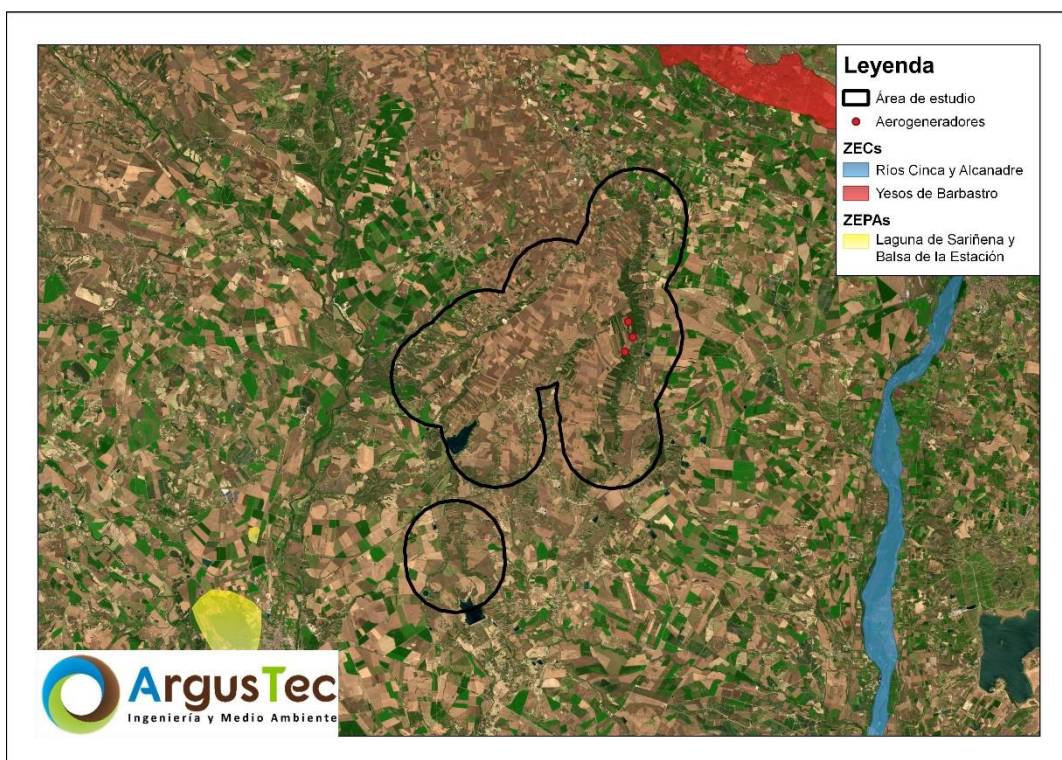 Leyenda
Área de estudio
Aerogeneradores
ZECs
Ríos Cinca y Alcanadre
Yesos de Barbastro
ZEPAs
Laguna de Sariñena y
Balsa de la Estación
ArgusTec
Ingeniería y Medio Ambiente